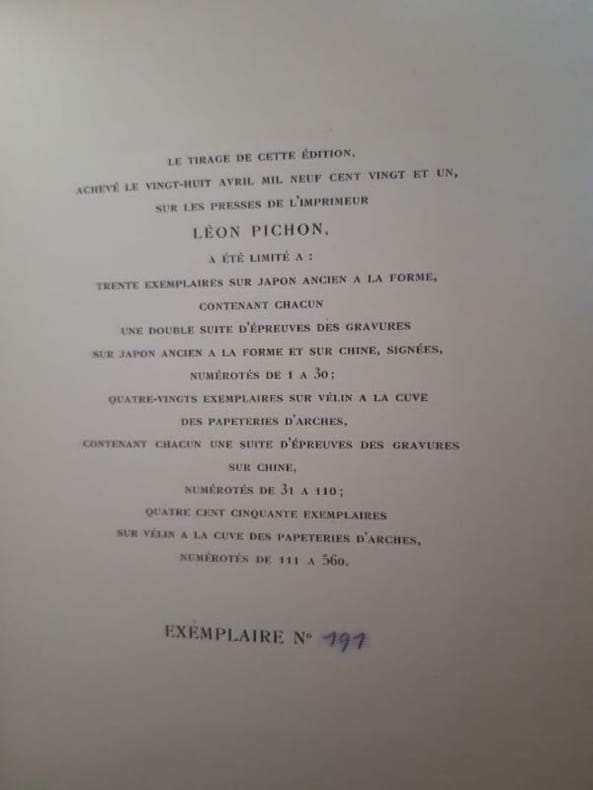 LE TIRAGE DE CETTE ÉDITION,
ACHEVÉ LE VINGT-HUIT AVRIL MIL NEUF CENT VINGT ET UN,
SUR LES PRESSES DE L'IMPRIMEUR
LÉON PICHON,
A ÉTÉ LIMITÉ A :
TRENTE EXEMPLAIRES SUR JAPON ANCIEN A LA FORME,
CONTENANT CHACUN
UNE DOUBLE SUITE D'ÉPREUVES DES GRAVURES
SUR JAPON ANCIEN A LA FORME ET SUR CHINE, SIGNÉES,
NUMÉROTÉS DE 1 A 30 ;
QUATRE-VINGTS EXEMPLAIRES SUR VÉLIN A LA CUVE
DES PAPETERIES D'ARCHES,
CONTENANT CHACUN UNE SUITE D'ÉPREUVES DES GRAVURES
SUR CHINE,
NUMÉROTÉS DE 31 A 110 ;
QUATRE CENT CINQUANTE EXEMPLAIRES
SUR VÉLIN A LA CUVE DES PAPETERIES D'ARCHES,
NUMÉROTÉS DE 111 A 560.
EXEMPLAIRE Nº 191